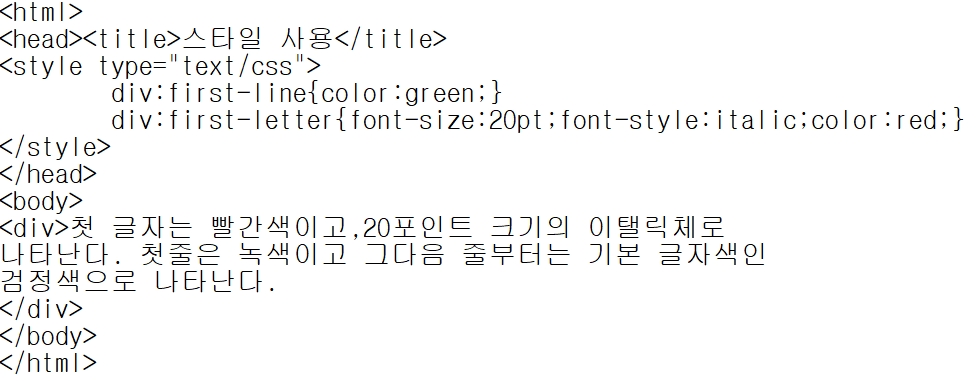 <html>
<head><title>스타일 사용</title>
<style type="text/css">
div:first-line{color:green;}
div:first-letter{font-size:20pt;font-style:italic;color:red;}
</style>
</head>
<body>
<div>첫 글자는 빨간색이고,20포인트 크기의 이탤릭체로
나타난다. 첫줄은 녹색이고 그다음 줄부터는 기본 글자색인
검정색으로 나타난다.
</div>
</body>
</html>